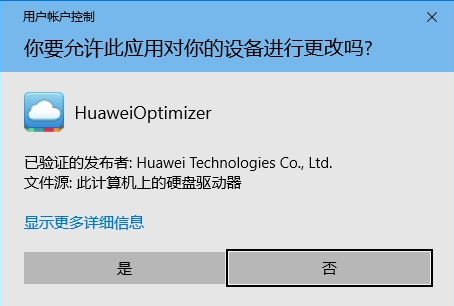 用户帐户控制
你要允许此应用对你的设备进行更改吗?
HuaweiOptimizer
已验证的发布者: Huawei Technologies Co., Ltd.
文件源: 此计算机上的硬盘驱动器
显示更多详细信息
是
否